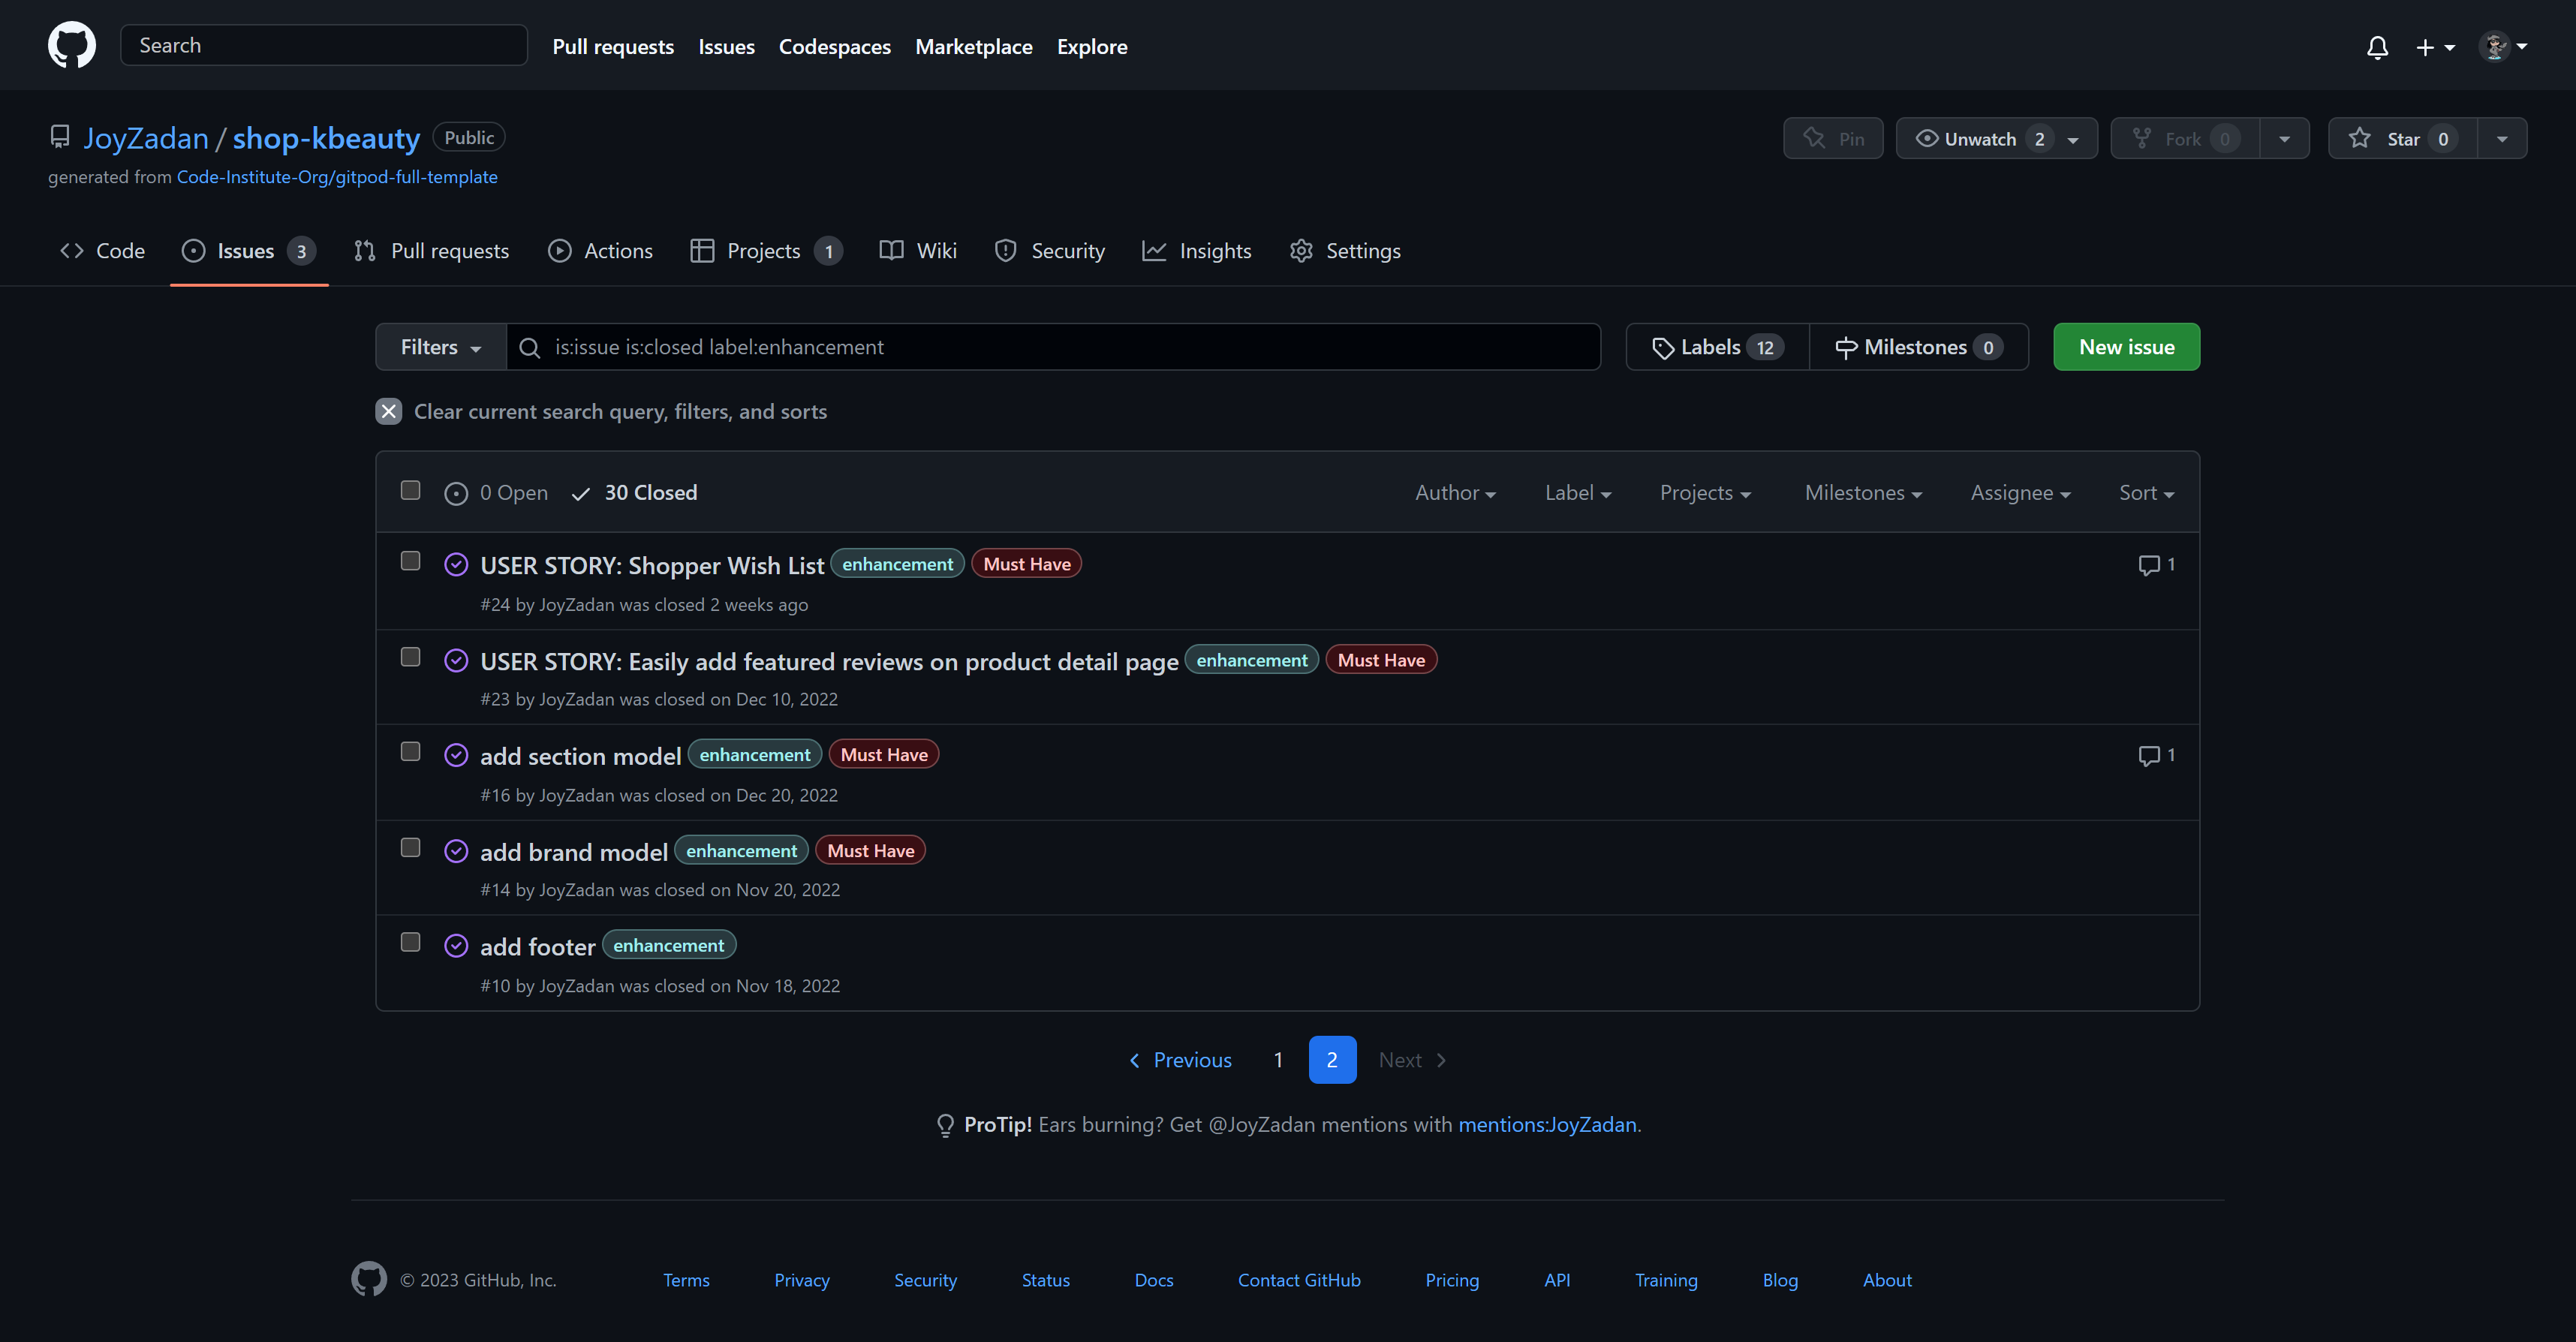 Search Pull requests Issues Codespaces Marketplace Explore
JoyZadan / shop-kbeauty Public Pin Unwatch 2 Fork 0 Star 0
generated from Code-Institute-Org/gitpod-full-template
Code Issues 3 Pull requests Actions Projects 1 Wiki Security Insights Settings
Filters is:issue is:closed label:enhancement Labels 12 Milestones 0 New issue
Clear current search query, filters, and sorts
0 Open 30 Closed Author Label Projects Milestones Assignee Sort
USER STORY: Shopper Wish List enhancement Must Have 1
#24 by JoyZadan was closed 2 weeks ago
USER STORY: Easily add featured reviews on product detail page enhancement Must Have
#23 by JoyZadan was closed on Dec 10, 2022
add section model enhancement Must Have 1
#16 by JoyZadan was closed on Dec 20, 2022
add brand model enhancement Must Have
#14 by JoyZadan was closed on Nov 20, 2022
add footer enhancement
#10 by JoyZadan was closed on Nov 18, 2022
Previous 1 2 Next
ProTip! Ears burning? Get @JoyZadan mentions with mentions:JoyZadan.
© 2023 GitHub, Inc. Terms Privacy Security Status Docs Contact GitHub Pricing API Training Blog About